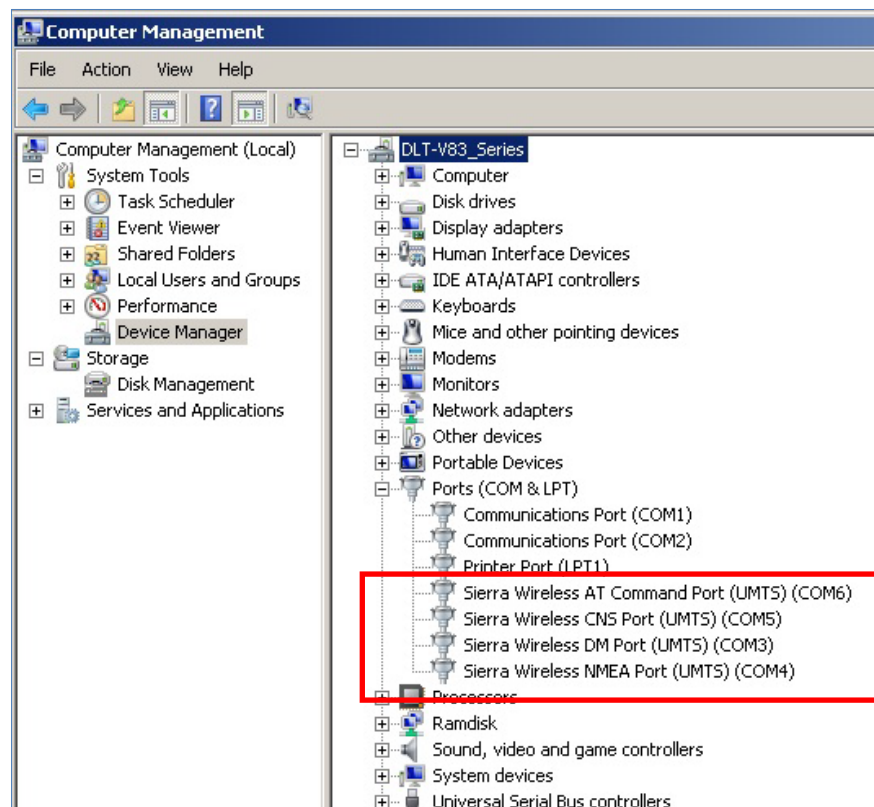 Computer Management
File Action View Help
Computer Management (Local)
System Tools
Task Scheduler
Event Viewer
Shared Folders
Local Users and Groups
Performance
Device Manager
Storage
Disk Management
Services and Applications
DLT-V83_Series
Computer
Disk drives
Display adapters
Human Interface Devices
IDE ATA/ATAPI controllers
Keyboards
Mice and other pointing devices
Modems
Monitors
Network adapters
Other devices
Portable Devices
Ports (COM & LPT)
Communications Port (COM1)
Communications Port (COM2)
Printer Port (LPT1)
Sierra Wireless AT Command Port (UMTS) (COM6)
Sierra Wireless CNS Port (UMTS) (COM5)
Sierra Wireless DM Port (UMTS) (COM3)
Sierra Wireless NMEA Port (UMTS) (COM4)
Processors
Ramdisk
Sound, video and game controllers
System devices
Universal Serial Bus controllers